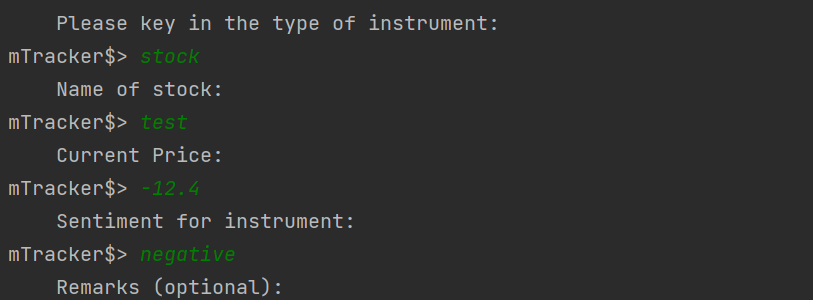 Please key in the type of instrument:
mTracker$> stock
Name of stock:
mTracker$> test
Current Price:
mTracker$> -12.4
Sentiment for instrument:
mTracker$> negative
Remarks (optional):